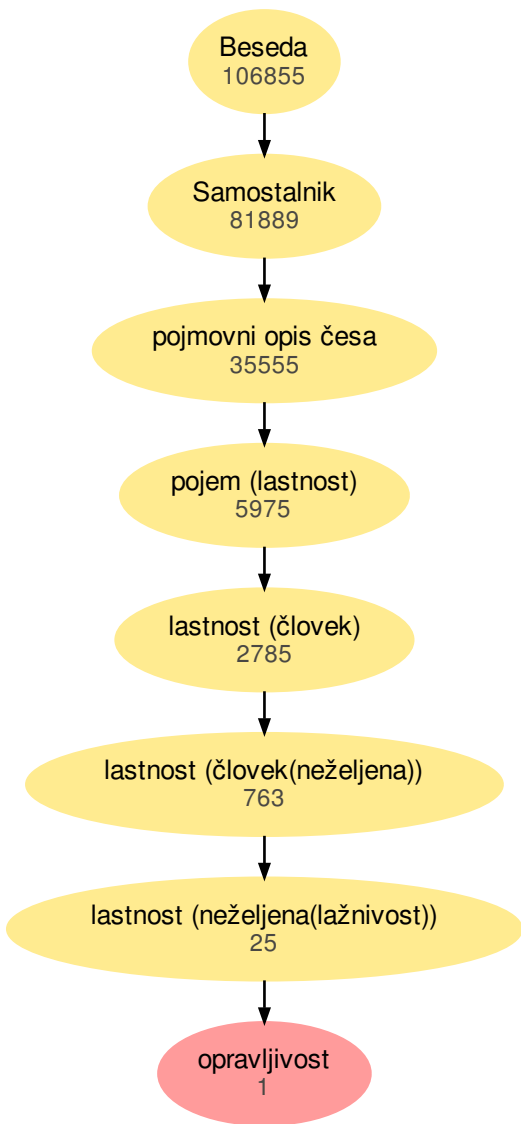 Beseda
106855
Samostalnik
81889
pojmovni opis česa
35555
pojem (lastnost)
5975
lastnost (človek)
2785
lastnost (človek(neželjena))
763
lastnost (neželjena(lažnivost))
25
opravljivost
1